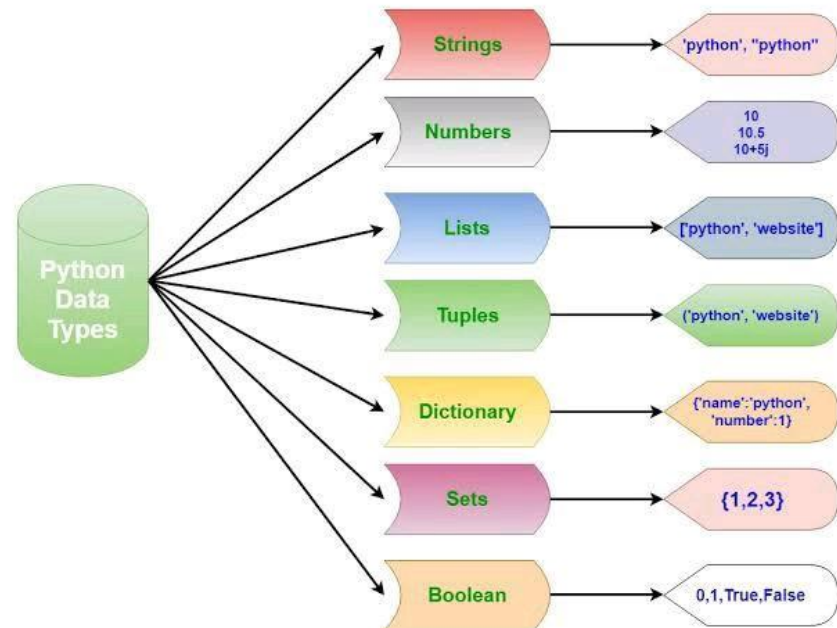 Python
Data
Types
Strings
'python', "python"
Numbers
10
10.5
10+5j
Lists
['python', 'website']
Tuples
('python', 'website')
Dictionary
{'name':'python',
'number':1}
Sets
{1,2,3}
Boolean
0,1,True,False